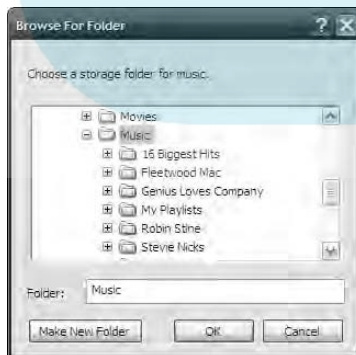 Browse For Folder
Choose a storage folder for music.
Movies
Music
16 Biggest Hits
Fleetwood Mac
Genius Loves Company
My Playlists
Robin Stine
Stevie Nicks
Folder: Music
Make New Folder OK Cancel